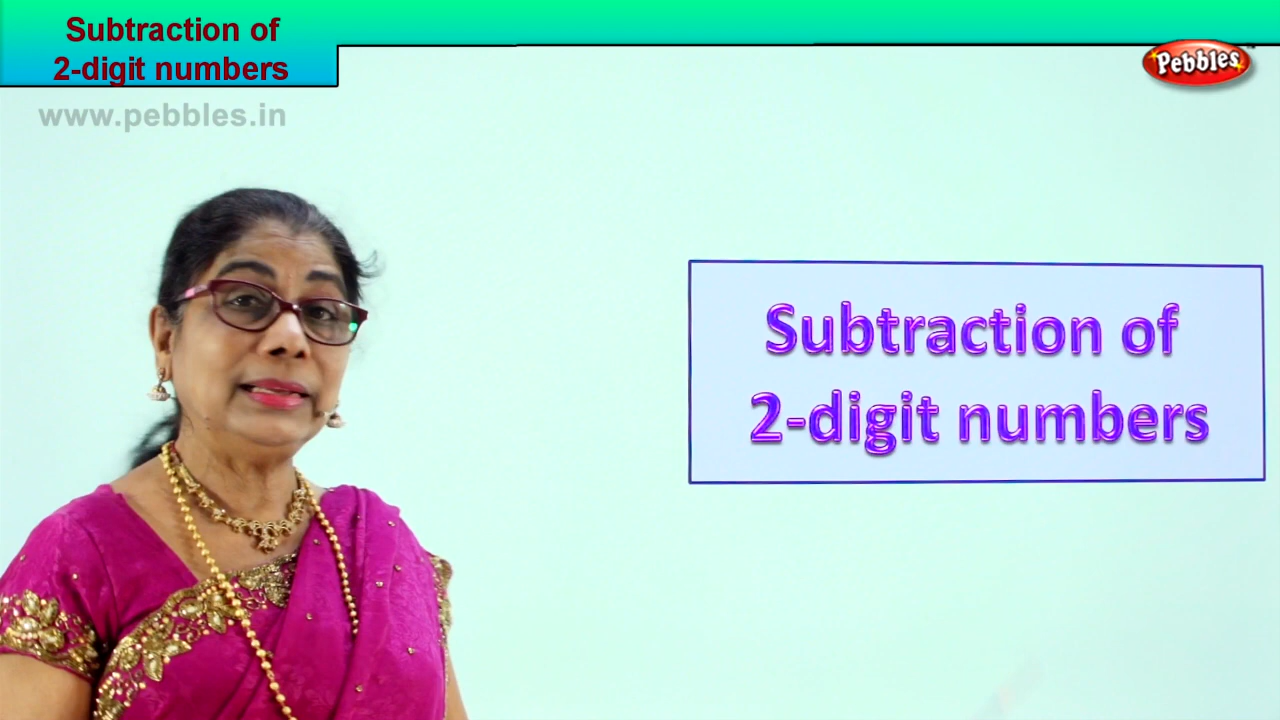 Subtraction of
2-digit numbers
Pebbles
www.pebbles.in
Subtraction of
2-digit numbers